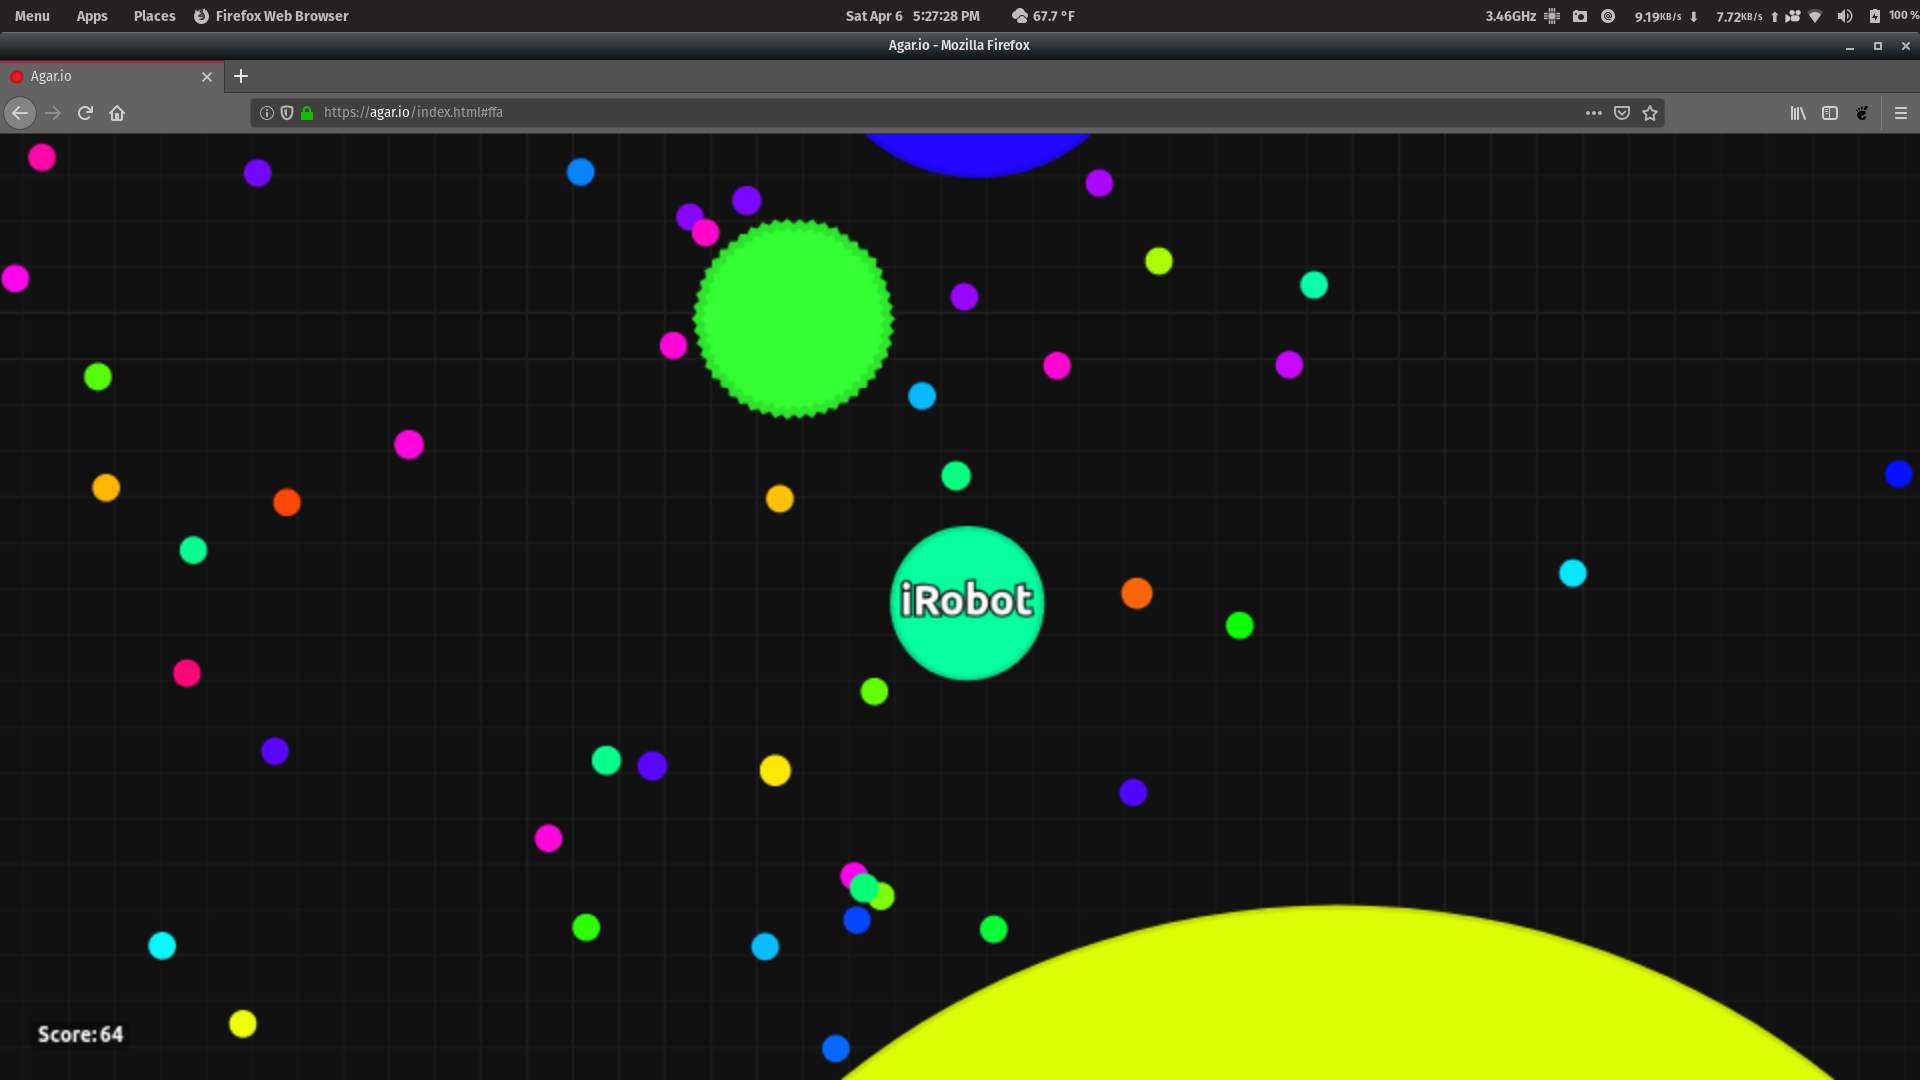 Menu Apps Places Firefox Web Browser Sat Apr 6 5:27:28 PM 67.7 °F 3.46GHz 9.19KB/s 7.72KB/s 100 %
Agar.io - Mozilla Firefox
Agar.io
https://agar.io/index.html#ffa
iRobot
Score: 64